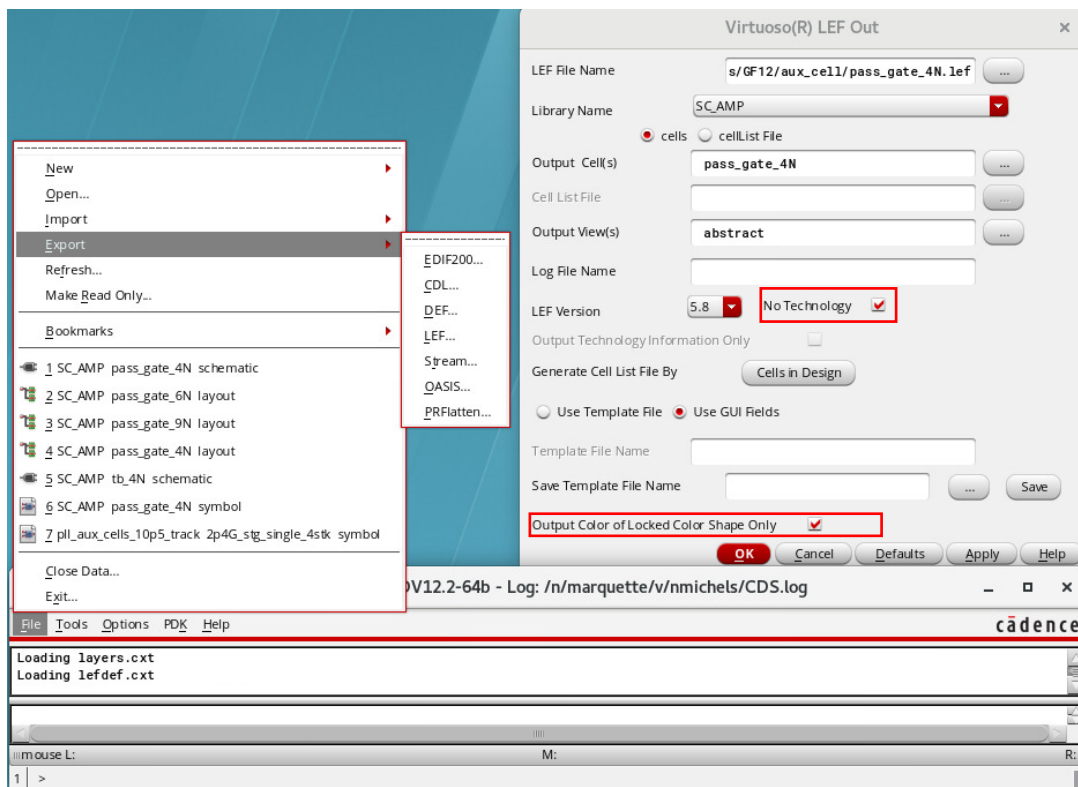 Virtuoso(R) LEF Out
×
LEF File Name
s/GF12/aux_cell/pass_gate_4N.lef
...
Library Name
SC_AMP
cells
cellList File
Output Cell(s)
pass_gate_4N
...
Cell List File
...
Output View(s)
abstract
...
Log File Name
LEF Version
5.8
No Technology
Output Technology Information Only
Generate Cell List File By
Cells in Design
Use Template File
Use GUI Fields
Template File Name
Save Template File Name
...
Save
Output Color of Locked Color Shape Only
OK
Cancel
Defaults
Apply
Help
New
Open...
Import
Export
Refresh...
Make Read Only...
Bookmarks
1 SC_AMP pass_gate_4N schematic
2 SC_AMP pass_gate_6N layout
3 SC_AMP pass_gate_9N layout
4 SC_AMP pass_gate_4N layout
5 SC_AMP tb_4N schematic
6 SC_AMP pass_gate_4N symbol
7 pll_aux_cells_10p5_track 2p4G_stg_single_4stk symbol
Close Data...
Exit...
EDIF200...
CDL...
DEF...
LEF...
Stream...
OASIS...
PRFlatten...
DV12.2-64b - Log: /n/marquette/v/nmichels/CDS.log
File Tools Options PDK Help
cādence
Loading layers.cxt
Loading lefdef.cxt
mouse L:
M:
R:
1 >